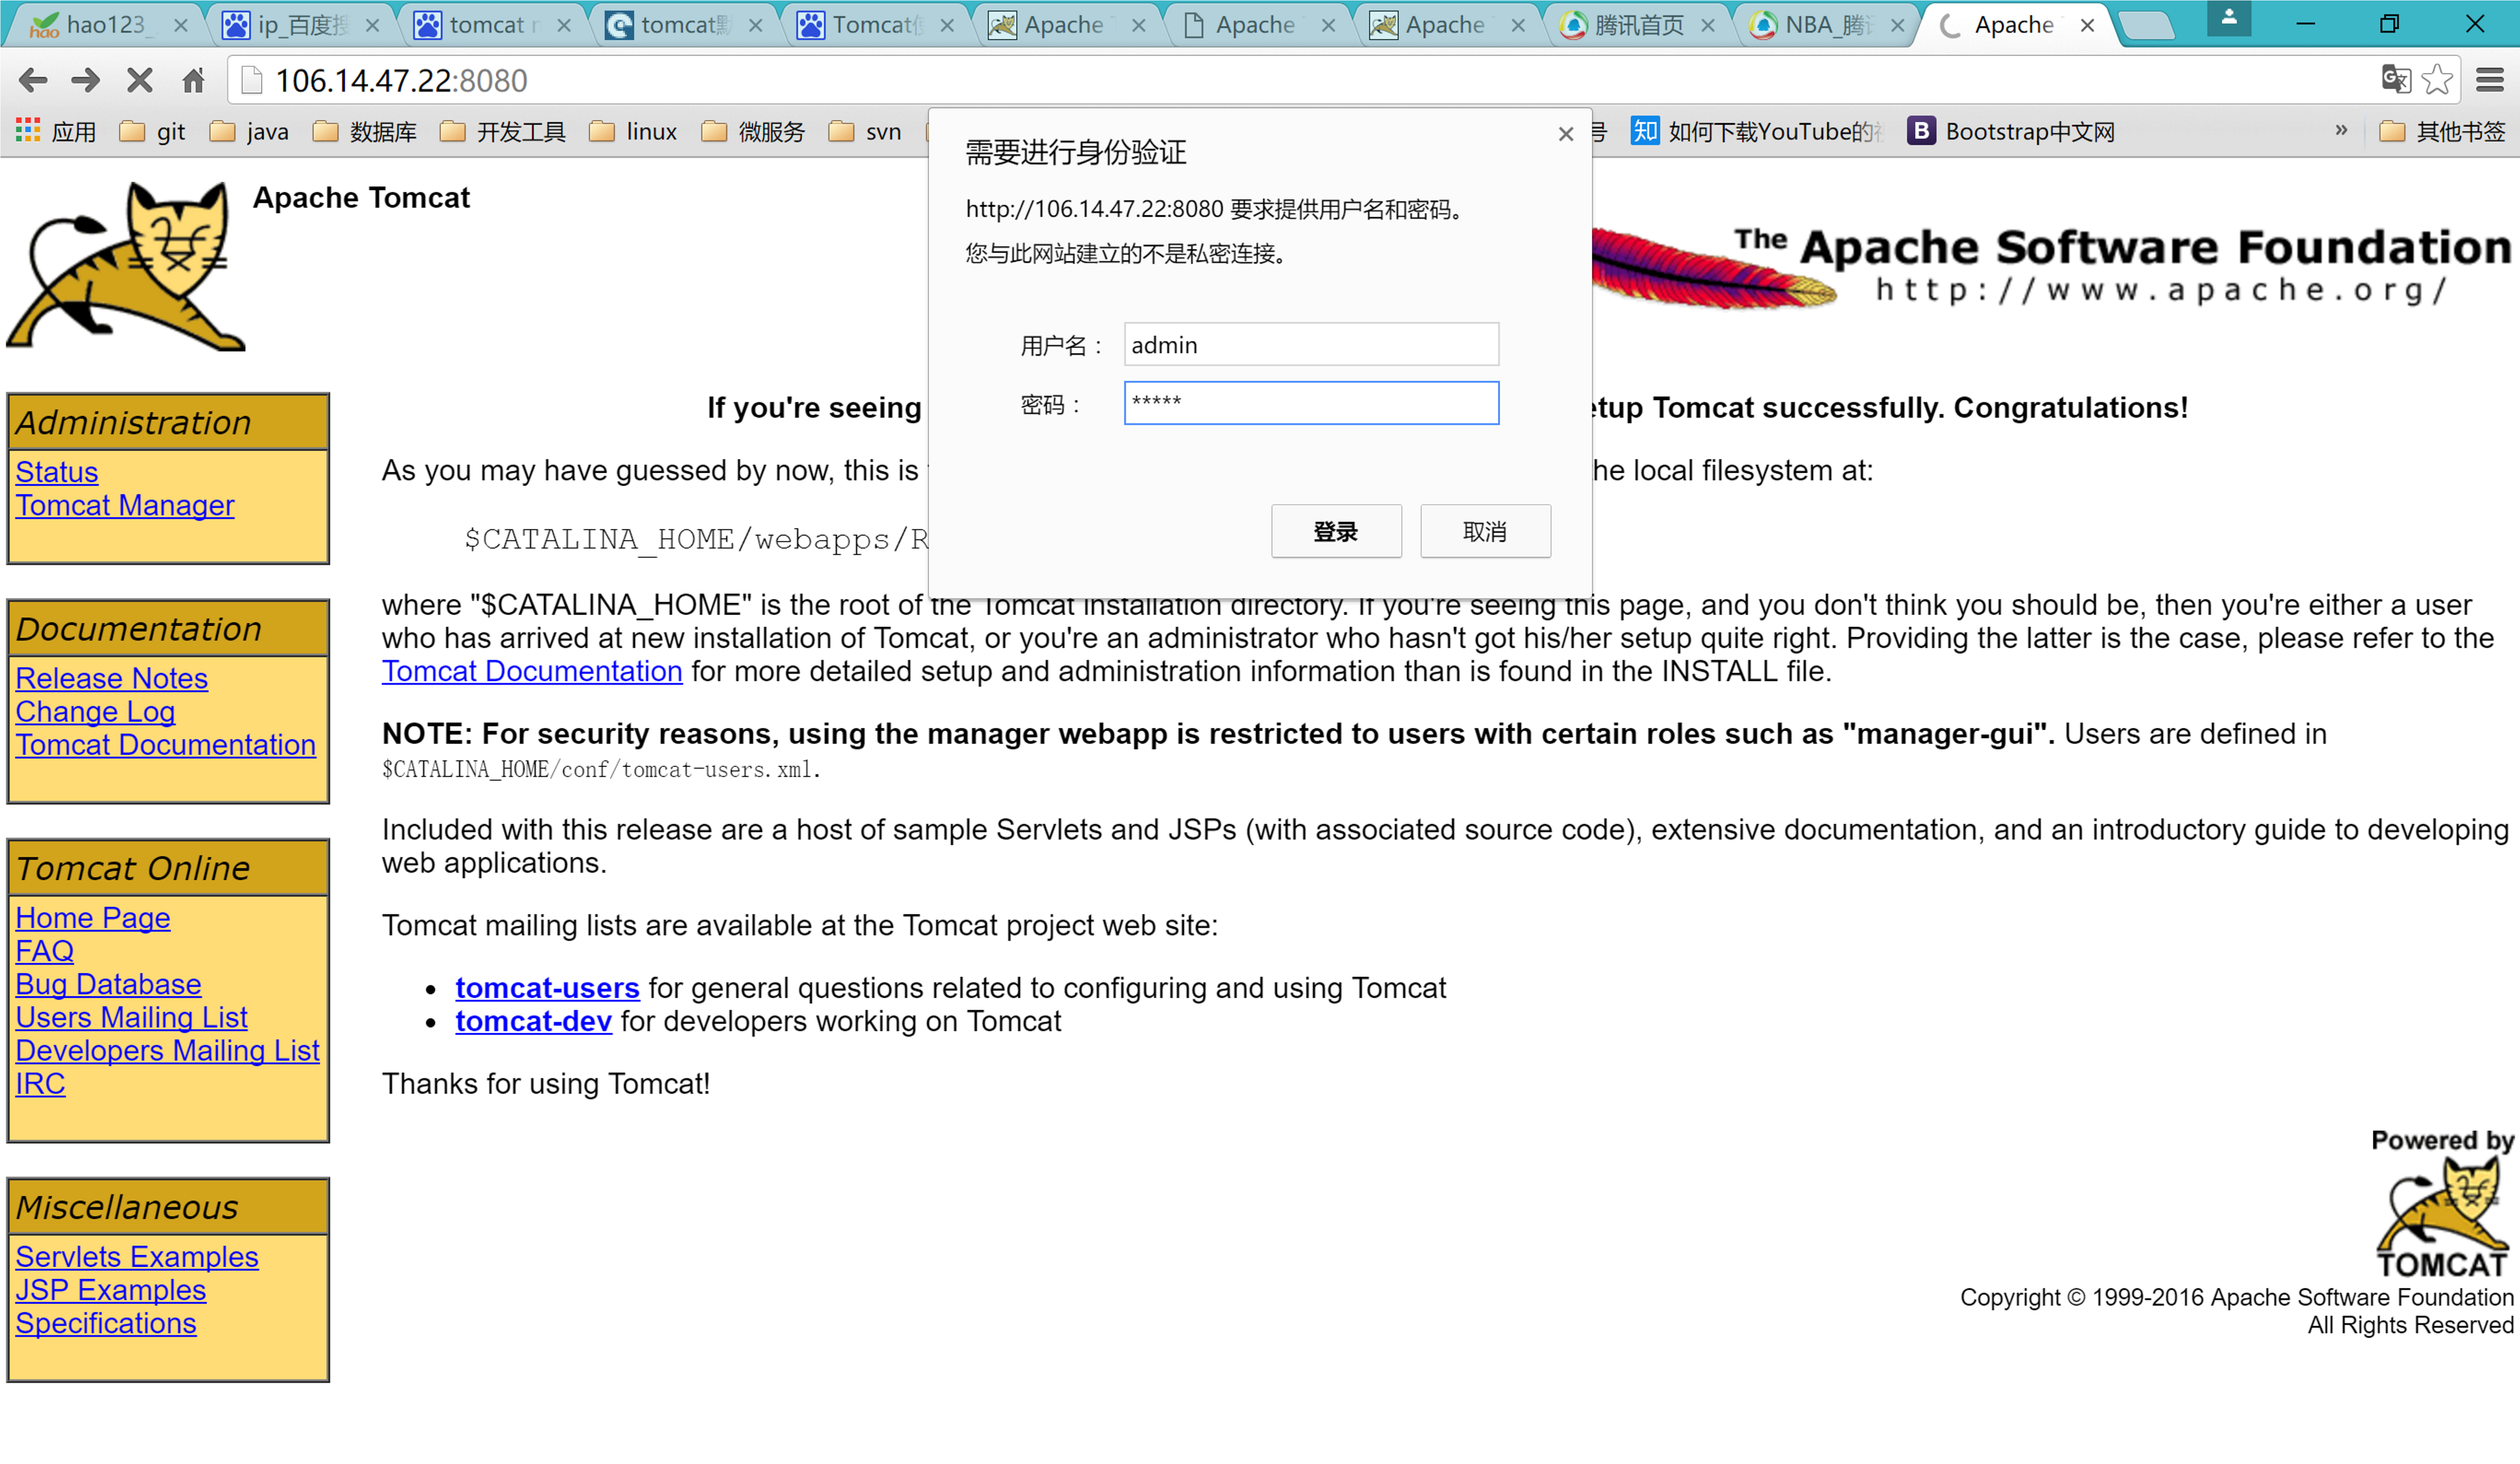 hao123_
ip_百度搜
tomcat
tomcat默
Tomcat
Apache
Apache
Apache
腾讯首页
NBA_腾讯
Apache
106.14.47.22:8080
应用
git
java
数据库
开发工具
linux
微服务
svn
号
知 如何下载YouTube的
B Bootstrap中文网
»
其他书签
需要进行身份验证
http://106.14.47.22:8080 要求提供用户名和密码。
您与此网站建立的不是私密连接。
用户名： admin
密码： *****
登录 取消
Apache Tomcat
The Apache Software Foundation
http://www.apache.org/
Administration
Status
Tomcat Manager
Documentation
Release Notes
Change Log
Tomcat Documentation
Tomcat Online
Home Page
FAQ
Bug Database
Users Mailing List
Developers Mailing List
IRC
Miscellaneous
Servlets Examples
JSP Examples
Specifications
If you're seeing etup Tomcat successfully. Congratulations!
As you may have guessed by now, this is he local filesystem at:
$CATALINA_HOME/webapps/R
where "$CATALINA_HOME" is the root of the Tomcat installation directory. If you're seeing this page, and you don't think you should be, then you're either a user
who has arrived at new installation of Tomcat, or you're an administrator who hasn't got his/her setup quite right. Providing the latter is the case, please refer to the
Tomcat Documentation for more detailed setup and administration information than is found in the INSTALL file.
NOTE: For security reasons, using the manager webapp is restricted to users with certain roles such as "manager-gui". Users are defined in
$CATALINA_HOME/conf/tomcat-users.xml.
Included with this release are a host of sample Servlets and JSPs (with associated source code), extensive documentation, and an introductory guide to developing
web applications.
Tomcat mailing lists are available at the Tomcat project web site:
• tomcat-users for general questions related to configuring and using Tomcat
• tomcat-dev for developers working on Tomcat
Thanks for using Tomcat!
Powered by
TOMCAT
Copyright © 1999-2016 Apache Software Foundation
All Rights Reserved